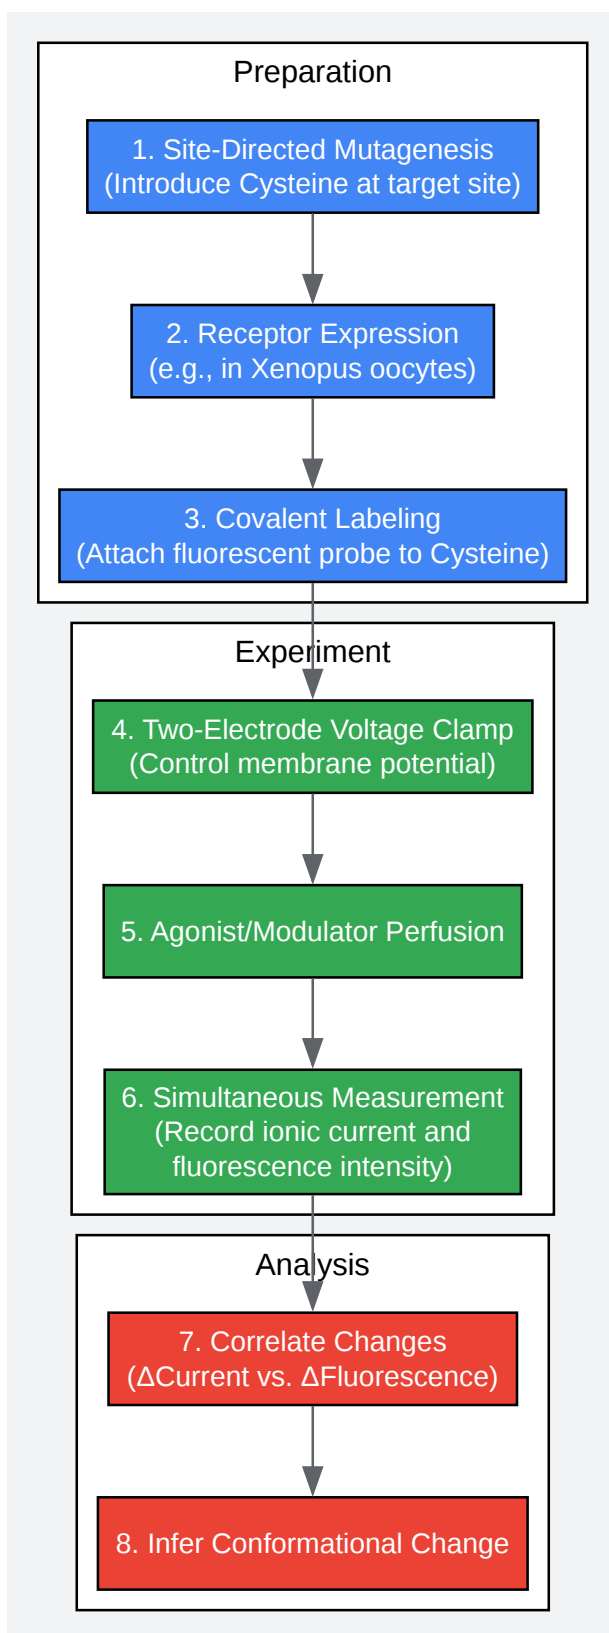 Preparation
1. Site-Directed Mutagenesis
(Introduce Cysteine at target site)
2. Receptor Expression
(e.g., in Xenopus oocytes)
3. Covalent Labeling
(Attach fluorescent probe to Cysteine)
Experiment
4. Two-Electrode Voltage Clamp
(Control membrane potential)
5. Agonist/Modulator Perfusion
6. Simultaneous Measurement
(Record ionic current and
fluorescence intensity)
Analysis
7. Correlate Changes
(ΔCurrent vs. ΔFluorescence)
8. Infer Conformational Change